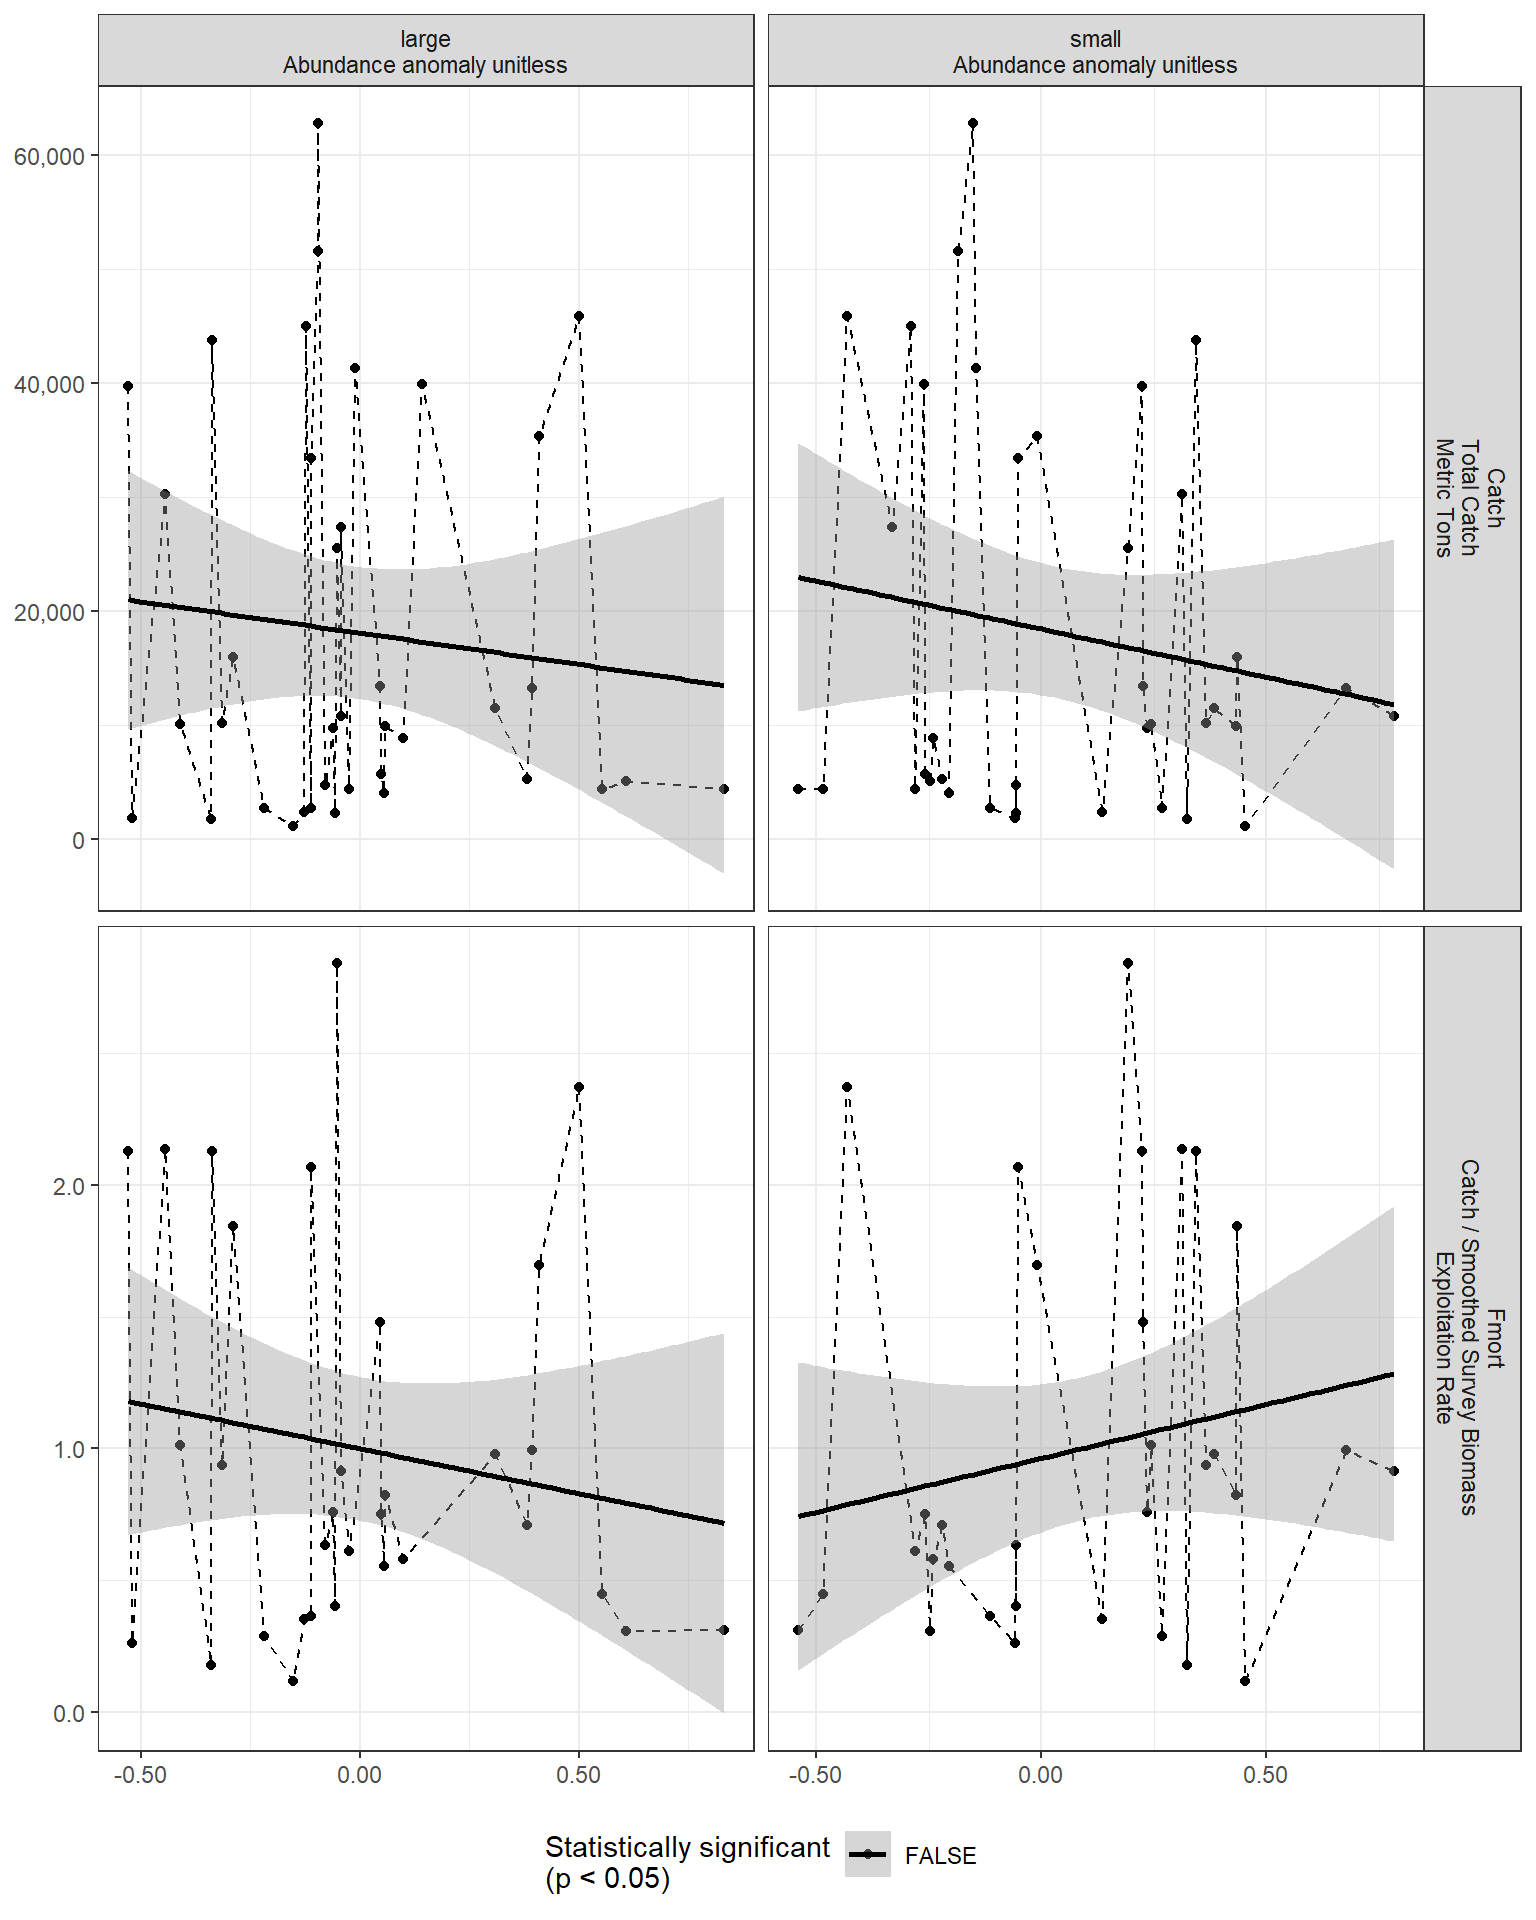 large
Abundance anomaly unitless
small
Abundance anomaly unitless
60,000
40,000
20,000
0
Catch
Total Catch
Metric Tons
2.0
1.0
0.0
Fmort
Catch / Smoothed Survey Biomass
Exploitation Rate
-0.50
0.00
0.50
-0.50
0.00
0.50
Statistically significant
(p < 0.05)
FALSE